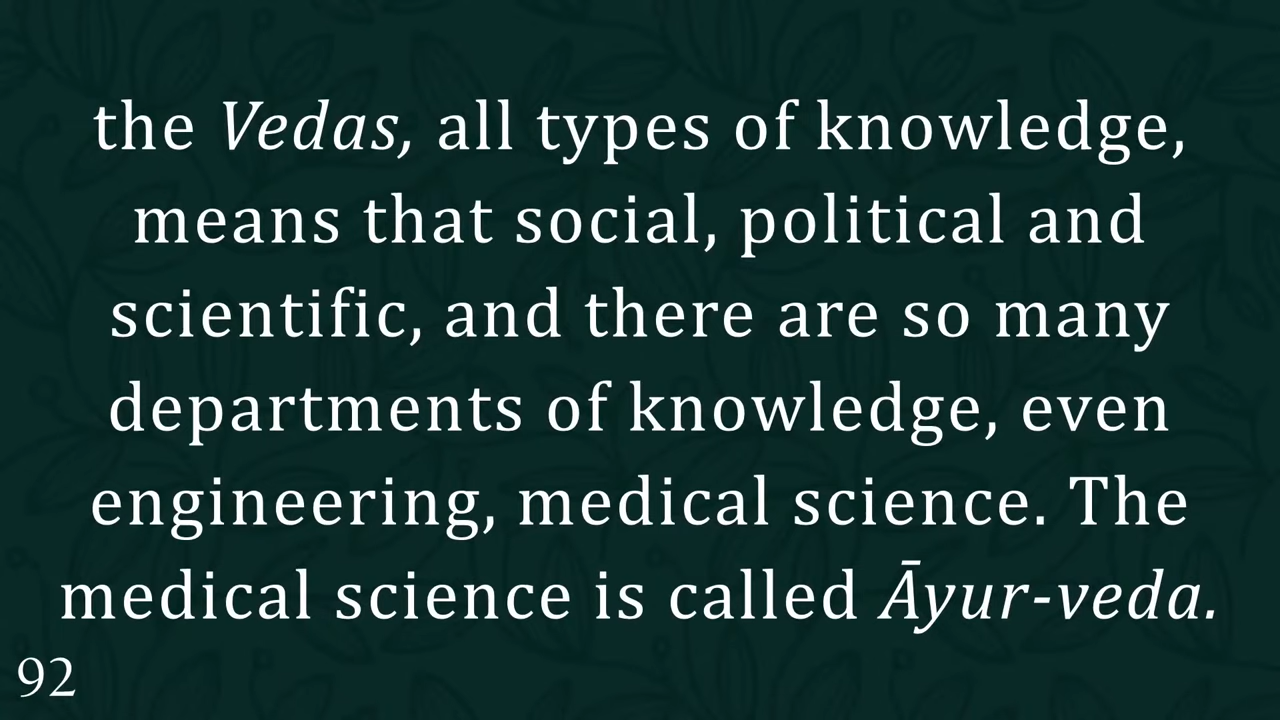 the Vedas, all types of knowledge,
means that social, political and
scientific, and there are so many
departments of knowledge, even
engineering, medical science. The
medical science is called Āyur-veda.
92